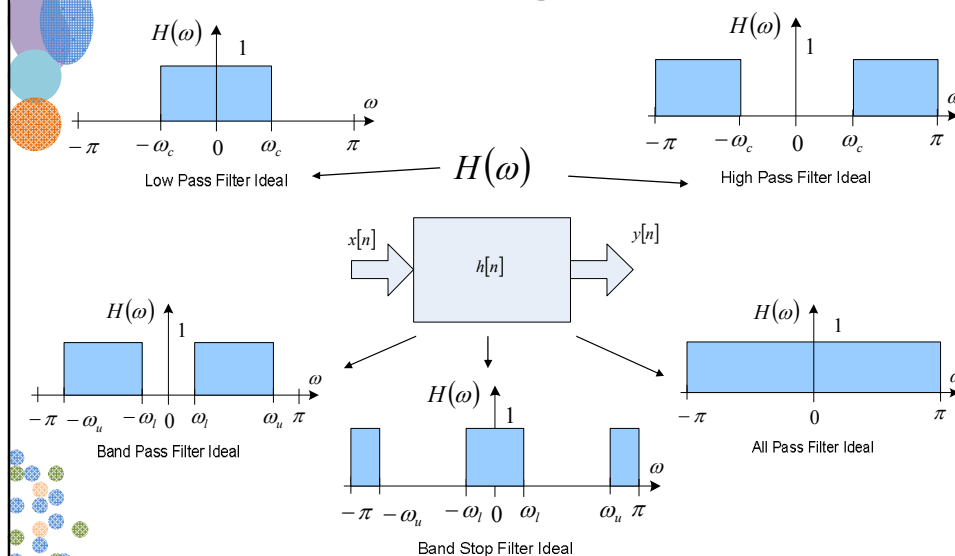 H(ω)
1
ω
−π −ω_c 0 ω_c π
Low Pass Filter Ideal
H(ω)
1
ω
−π −ω_c 0 ω_c π
High Pass Filter Ideal
H(ω)
x[n]
h[n]
y[n]
H(ω)
1
ω
−π −ω_u −ω_l 0 ω_l ω_u π
Band Pass Filter Ideal
H(ω)
1
ω
−π −ω_u −ω_l 0 ω_l ω_u π
Band Stop Filter Ideal
H(ω)
1
ω
−π 0 π
All Pass Filter Ideal